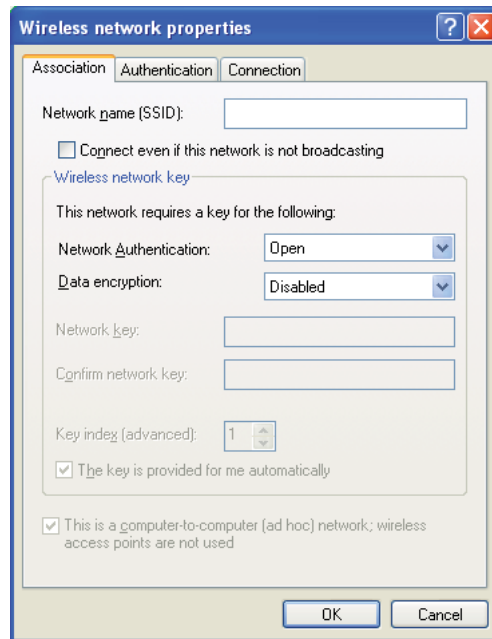 Wireless network properties
Association Authentication Connection
Network name (SSID):
Connect even if this network is not broadcasting
Wireless network key
This network requires a key for the following:
Network Authentication: Open
Data encryption: Disabled
Network key:
Confirm network key:
Key index (advanced): 1
The key is provided for me automatically
This is a computer-to-computer (ad hoc) network; wireless
access points are not used
OK Cancel